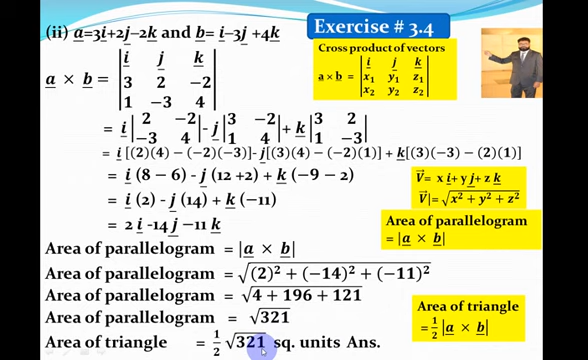 (ii) a=3i+2j−2k and b= i−3j +4k
Exercise # 3.4
Cross product of vectors
a×b = | i j k |
| x₁ y₁ z₁ |
| x₂ y₂ z₂ |
a × b = | i j k |
| 3 2 −2 |
| 1 −3 4 |
= i | 2 −2 | - j | 3 −2 | + k | 3 2 |
| −3 4 | | 1 4 | | 1 −3 |
= i [(2)(4) − (−2)(−3)]- j[(3)(4) − (−2)(1)] + k[(3)(−3) − (2)(1)]
= i (8 − 6) - j (12 +2) + k (−9 − 2)
= i (2) - j (14) + k (−11)
= 2 i -14 j −11 k
V⃗= x i+ y j+ z k
V⃗|= √x² + y² + z²
Area of parallelogram
= |a × b|
Area of parallelogram = |a × b|
Area of parallelogram = √(2)² + (−14)² + (−11)²
Area of parallelogram = √4 + 196 + 121
Area of parallelogram = √321
Area of triangle = 1/2 √321 sq. units Ans.
Area of triangle
= 1/2 |a × b|